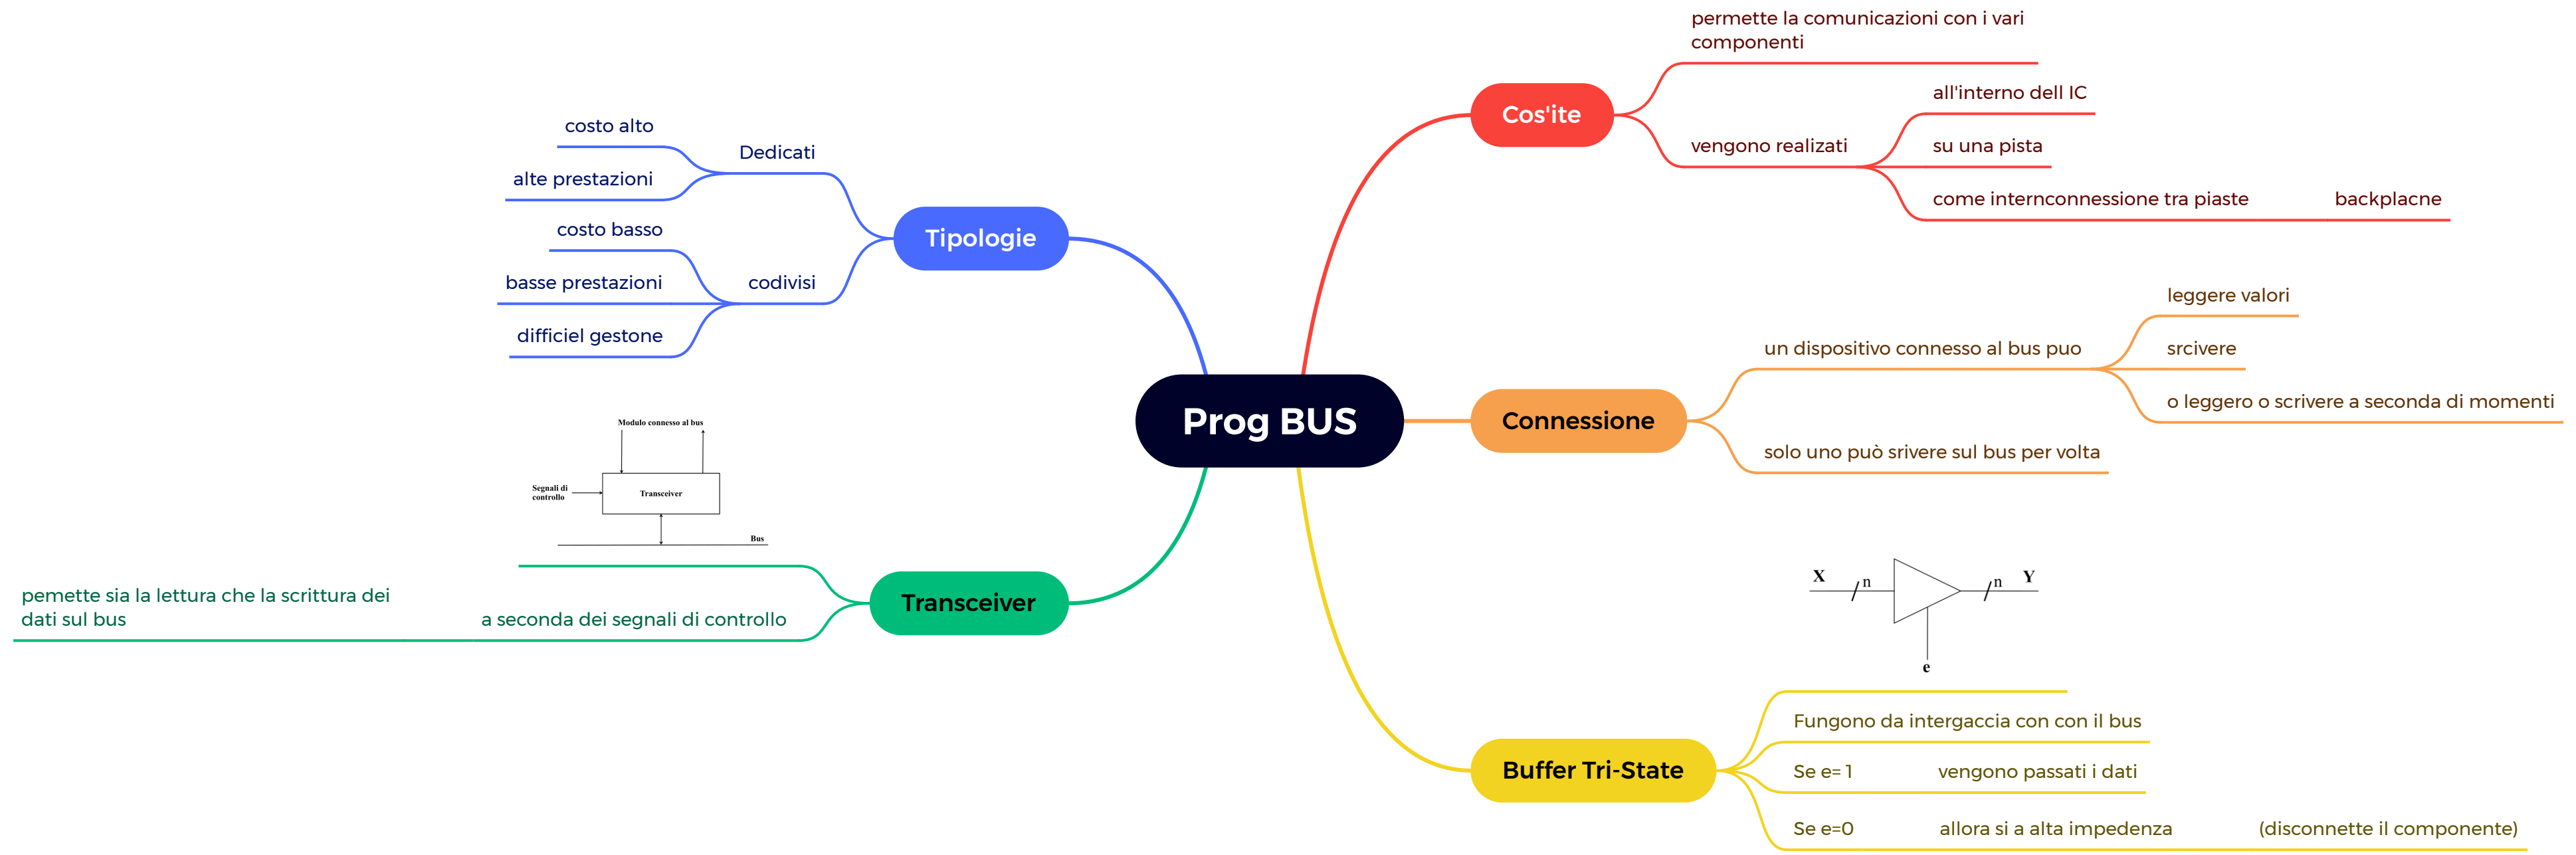 Prog BUS
Cos'ite
permette la comunicazioni con i vari
componenti
vengono realizati
all'interno dell IC
su una pista
come internconnessione tra piaste
backplacne
Connessione
un dispositivo connesso al bus puo
leggere valori
srcivere
o leggero o scrivere a seconda di momenti
solo uno può srivere sul bus per volta
Buffer Tri-State
X
n
n
Y
e
Fungono da intergaccia con con il bus
Se e= 1
vengono passati i dati
Se e=0
allora si a alta impedenza
(disconnette il componente)
Tipologie
Dedicati
costo alto
alte prestazioni
codivisi
costo basso
basse prestazioni
difficiel gestone
Transceiver
Modulo connesso al bus
Segnali di
controllo
Transceiver
Bus
a seconda dei segnali di controllo
pemette sia la lettura che la scrittura dei
dati sul bus